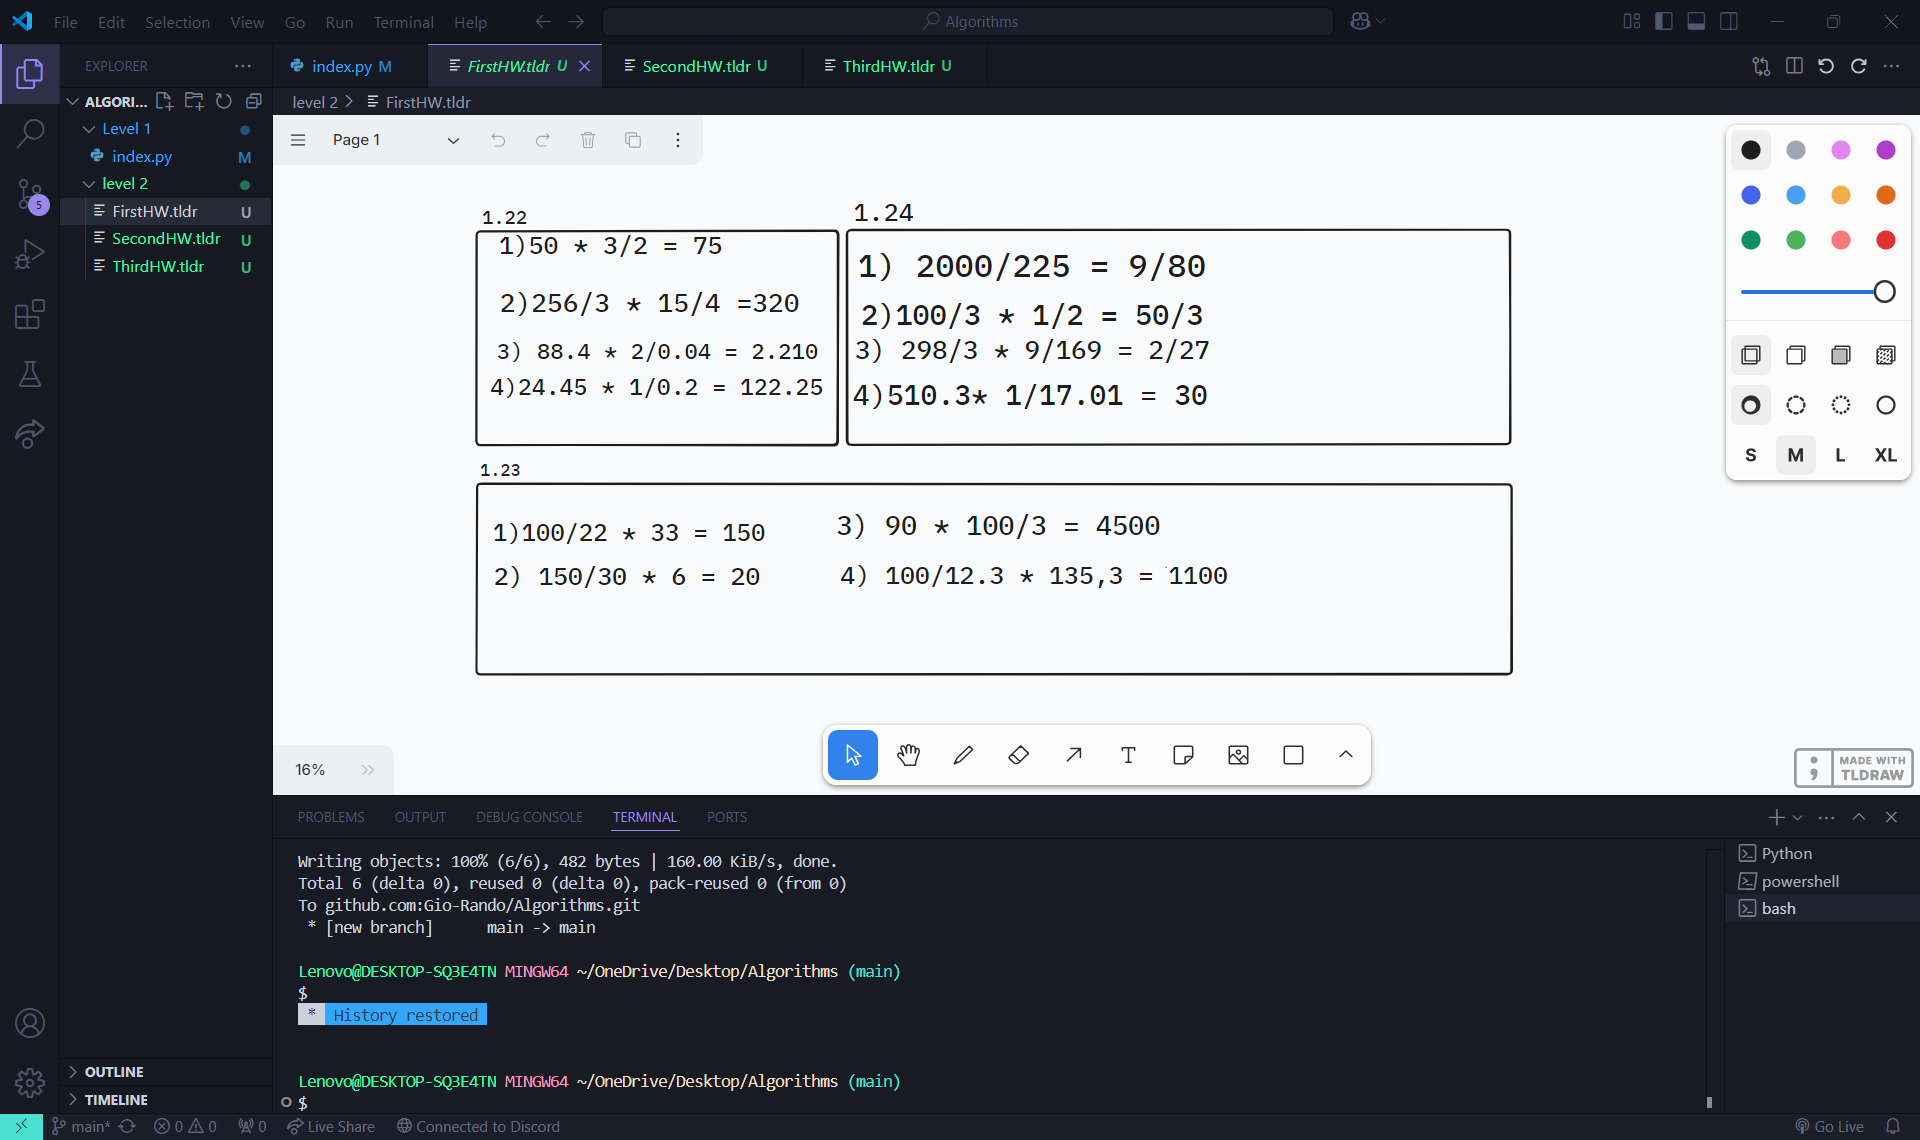 File Edit Selection View Go Run Terminal Help
Algorithms
EXPLORER
index.py M
FirstHW.tldr U
SecondHW.tldr U
ThirdHW.tldr U
ALGORI...
level 2 > FirstHW.tldr
Level 1
index.py M
level 2
FirstHW.tldr U
SecondHW.tldr U
ThirdHW.tldr U
5
Page 1
1.22
1)50 * 3/2 = 75
2)256/3 * 15/4 =320
3) 88.4 * 2/0.04 = 2.210
4)24.45 * 1/0.2 = 122.25
1.24
1) 2000/225 = 9/80
2)100/3 * 1/2 = 50/3
3) 298/3 * 9/169 = 2/27
4)510.3* 1/17.01 = 30
1.23
1)100/22 * 33 = 150
2) 150/30 * 6 = 20
3) 90 * 100/3 = 4500
4) 100/12.3 * 135,3 = 1100
S M L XL
16%
MADE WITH
TLDRAW
PROBLEMS OUTPUT DEBUG CONSOLE TERMINAL PORTS
Writing objects: 100% (6/6), 482 bytes | 160.00 KiB/s, done.
Total 6 (delta 0), reused 0 (delta 0), pack-reused 0 (from 0)
To github.com:Gio-Rando/Algorithms.git
* [new branch] main -> main
Lenovo@DESKTOP-SQ3E4TN MINGW64 ~/OneDrive/Desktop/Algorithms (main)
$
* History restored
Lenovo@DESKTOP-SQ3E4TN MINGW64 ~/OneDrive/Desktop/Algorithms (main)
$
Python
powershell
bash
OUTLINE
TIMELINE
main* 0 0 0 Live Share Connected to Discord Go Live